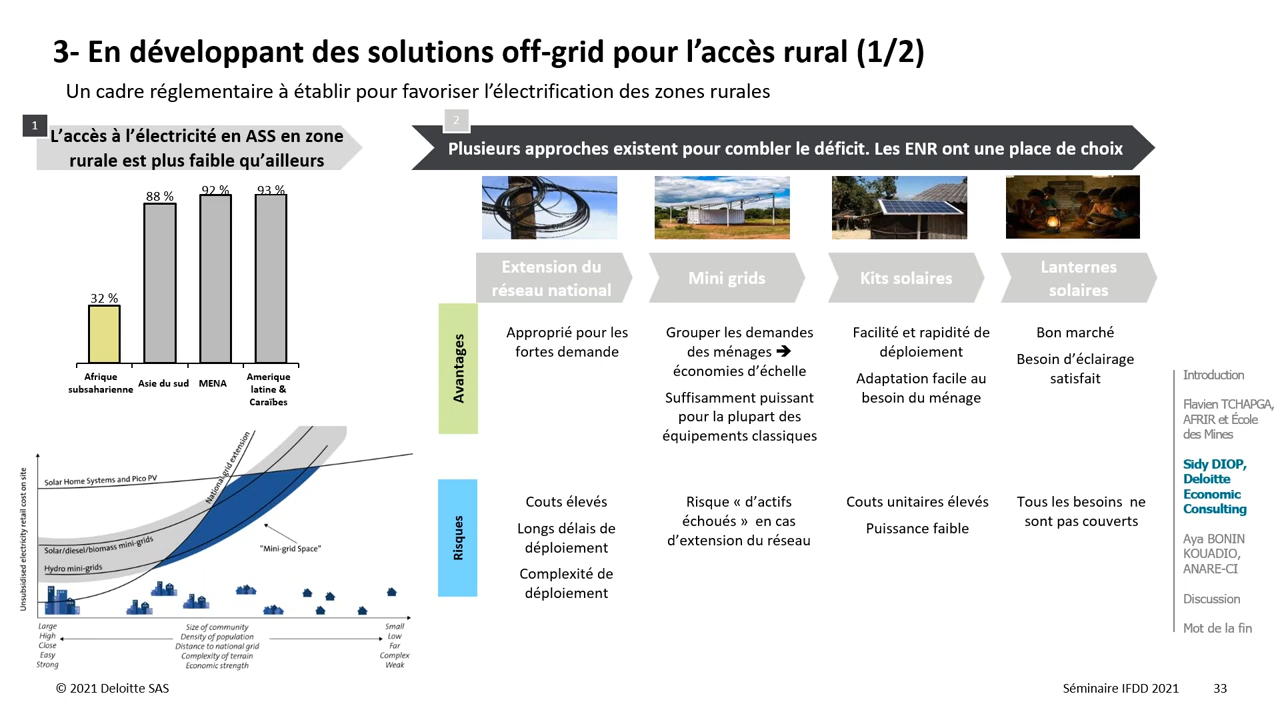 3- En développant des solutions off-grid pour l’accès rural (1/2)
Un cadre réglementaire à établir pour favoriser l’électrification des zones rurales
1
L’accès à l’électricité en ASS en zone
rurale est plus faible qu’ailleurs
32 %
88 %
92 %
93 %
Afrique
subsaharienne
Asie du sud
MENA
Amerique
latine &
Caraïbes
Unsubsidised electricity retail cost on site
Solar Home Systems and Pico PV
National grid extension
Solar/diesel/biomass mini-grids
Hydro mini-grids
"Mini-grid Space"
Large
High
Close
Easy
Strong
Size of community
Density of population
Distance to national grid
Complexity of terrain
Economic strength
Small
Low
Far
Complex
Weak
2
Plusieurs approches existent pour combler le déficit. Les ENR ont une place de choix
Extension du
réseau national
Mini grids
Kits solaires
Lanternes
solaires
Avantages
Approprié pour les
fortes demande
Grouper les demandes
des ménages ➔
économies d’échelle
Suffisamment puissant
pour la plupart des
équipements classiques
Facilité et rapidité de
déploiement
Adaptation facile au
besoin du ménage
Bon marché
Besoin d’éclairage
satisfait
Risques
Couts élevés
Longs délais de
déploiement
Complexité de
déploiement
Risque « d’actifs
échoués » en cas
d’extension du réseau
Couts unitaires élevés
Puissance faible
Tous les besoins ne
sont pas couverts
Introduction
Flavien TCHAPGA,
AFRIR et École
des Mines
Sidy DIOP,
Deloitte
Economic
Consulting
Aya BONIN
KOUADIO,
ANARE-CI
Discussion
Mot de la fin
© 2021 Deloitte SAS
Séminaire IFDD 2021
33